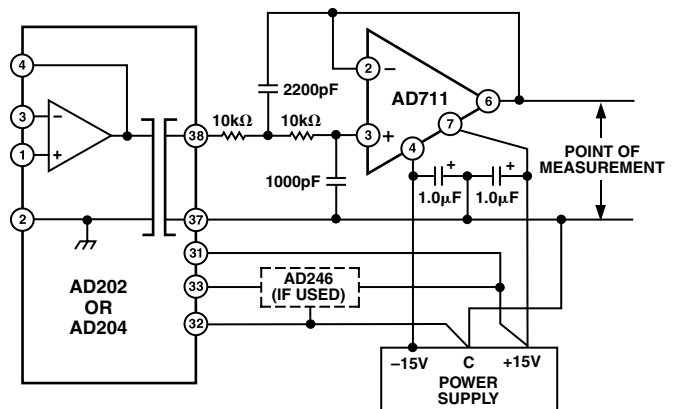 4
3
1
2
−
+
AD202
OR
AD204
38
37
31
33
32
10kΩ
2200pF
10kΩ
1000pF
2
−
3
+
AD711
6
7
4
+
1.0µF
+
1.0µF
POINT OF
MEASUREMENT
AD246
(IF USED)
−15V
C
+15V
POWER
SUPPLY